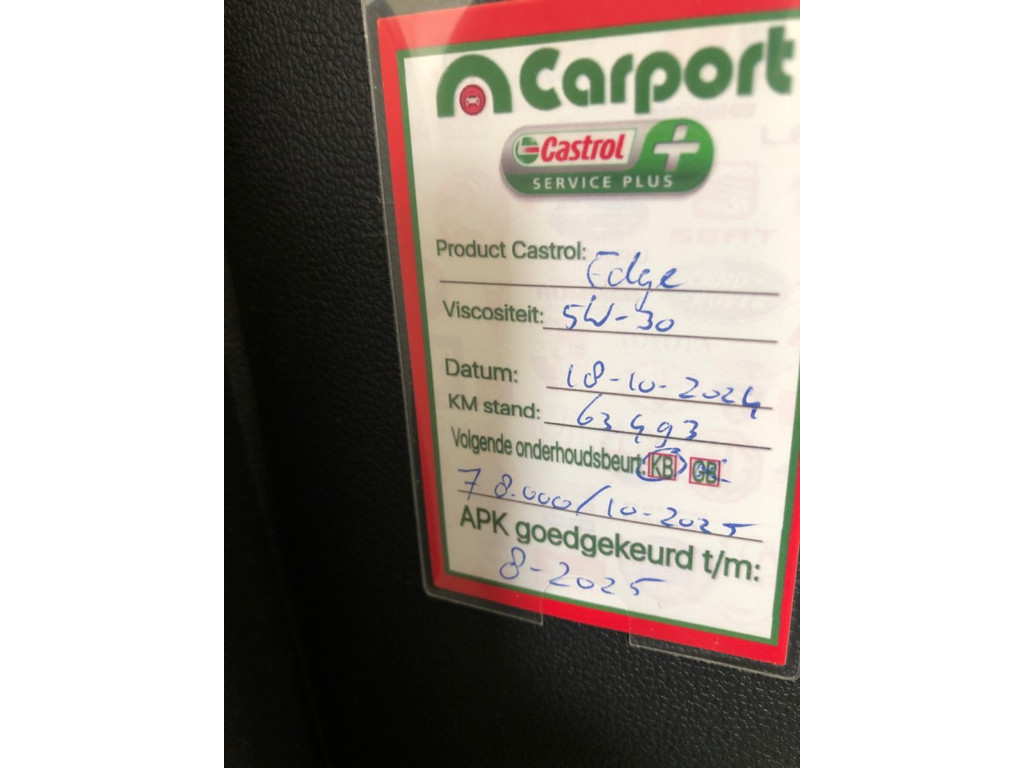 Carport
Castrol
SERVICE PLUS
Product Castrol: Edge
Viscositeit: 5W-30
Datum: 18-10-2024
KM stand: 63493
Volgende onderhoudsbeurt: KB GB
78.000/10-2025
APK goedgekeurd t/m:
8-2025